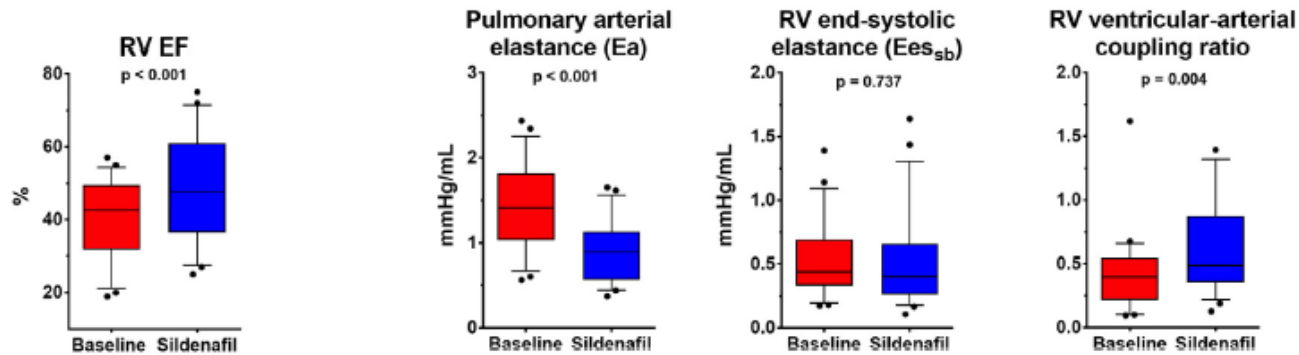 RV EF
p < 0.001
80
60
40
20
%
Baseline Sildenafil
Pulmonary arterial
elastance (Ea)
p < 0.001
3
2
1
0
mmHg/mL
Baseline Sildenafil
RV end-systolic
elastance (Ees_sb)
p = 0.737
2.0
1.5
1.0
0.5
0.0
mmHg/mL
Baseline Sildenafil
RV ventricular-arterial
coupling ratio
p = 0.004
2.0
1.5
1.0
0.5
0.0
Baseline Sildenafil